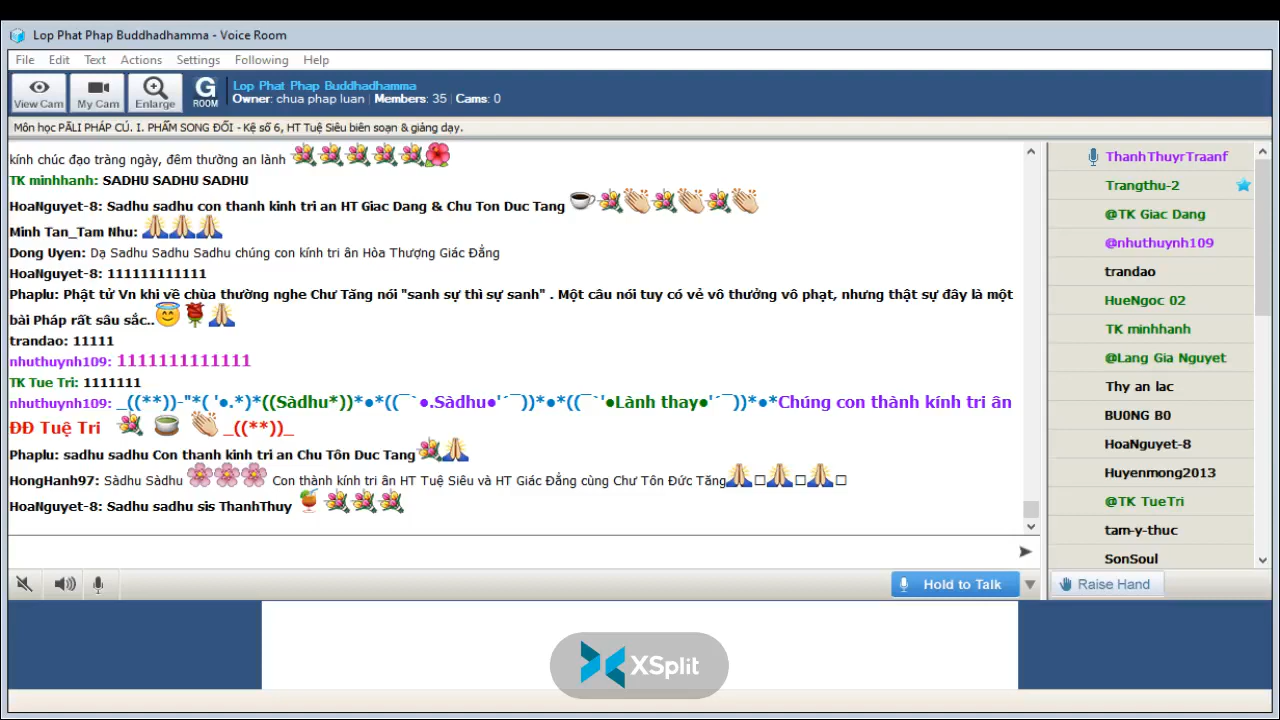 Lop Phat Phap Buddhadhamma - Voice Room
File Edit Text Actions Settings Following Help
View Cam My Cam Enlarge G ROOM
Lop Phat Phap Buddhadhamma
Owner: chua phap luan | Members: 35 | Cams: 0
Môn học PĀLI PHÁP CÚ. I. PHẨM SONG ĐỐI - Kệ số 6, HT Tuệ Siêu biên soạn & giảng dạy.
kính chúc đạo tràng ngày, đêm thường an lành
TK minhhanh: SADHU SADHU SADHU
HoaNguyet-8: Sadhu sadhu con thanh kinh tri an HT Giac Dang & Chu Ton Duc Tang
Minh Tan_Tam Nhu:
Dong Uyen: Dạ Sadhu Sadhu Sadhu chúng con kính tri ân Hòa Thượng Giác Đẳng
HoaNguyet-8: 111111111111
Phaplu: Phật tử Vn khi về chùa thường nghe Chư Tăng nói "sanh sự thì sự sanh" . Một câu nói tuy có vẻ vô thưởng vô phạt, nhưng thật sự đây là một
bài Pháp rất sâu sắc..
trandao: 11111
nhuthuynh109: 1111111111111
TK Tue Tri: 1111111
nhuthuynh109: _((**))-"*( '●.*)*((Sàdhu*))*●*((¯`●.Sàdhu●'´¯))*●*((¯`'●Lành thay●'´¯))*●*Chúng con thành kính tri ân
ĐĐ Tuệ Tri _((**))_
Phaplu: sadhu sadhu Con thanh kinh tri an Chu Tôn Duc Tang
HongHanh97: Sàdhu Sàdhu Con thành kính tri ân HT Tuệ Siêu và HT Giác Đẳng cùng Chư Tôn Đức Tăng
HoaNguyet-8: Sadhu sadhu sis ThanhThuy
ThanhThuyrTraanf
Trangthu-2
@TK Giac Dang
@nhuthuynh109
trandao
HueNgoc 02
TK minhhanh
@Lang Gia Nguyet
Thy an lac
BU0NG B0
HoaNguyet-8
Huyenmong2013
@TK TueTri
tam-y-thuc
SonSoul
Hold to Talk
Raise Hand
XSplit